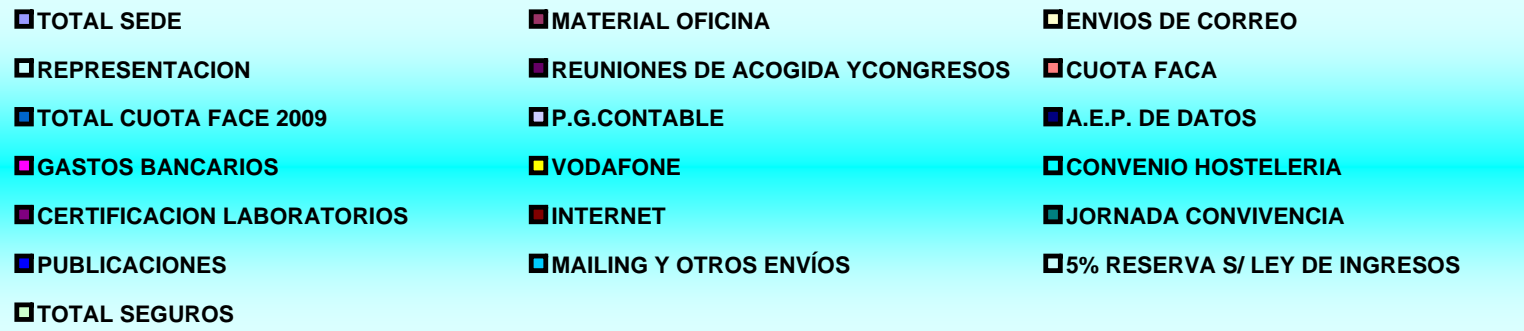 TOTAL SEDE MATERIAL OFICINA ENVIOS DE CORREO
REPRESENTACION REUNIONES DE ACOGIDA YCONGRESOS CUOTA FACA
TOTAL CUOTA FACE 2009 P.G.CONTABLE A.E.P. DE DATOS
GASTOS BANCARIOS VODAFONE CONVENIO HOSTELERIA
CERTIFICACION LABORATORIOS INTERNET JORNADA CONVIVENCIA
PUBLICACIONES MAILING Y OTROS ENVÍOS 5% RESERVA S/ LEY DE INGRESOS
TOTAL SEGUROS